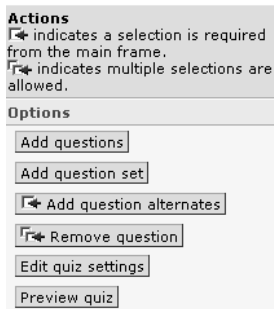 Actions
indicates a selection is required
from the main frame.
indicates multiple selections are
allowed.
Options
Add questions
Add question set
Add question alternates
Remove question
Edit quiz settings
Preview quiz